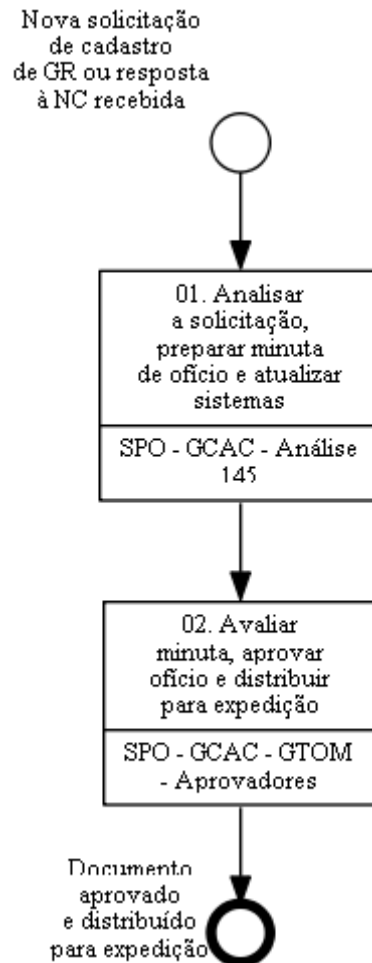 Nova solicitação
de cadastro
de GR ou resposta
à NC recebida
01. Analisar
a solicitação,
preparar minuta
de ofício e atualizar
sistemas
SPO - GCAC - Análise
145
02. Avaliar
minuta, aprovar
ofício e distribuir
para expedição
SPO - GCAC - GTOM
- Aprovadores
Documento
aprovado
e distribuído
para expedição